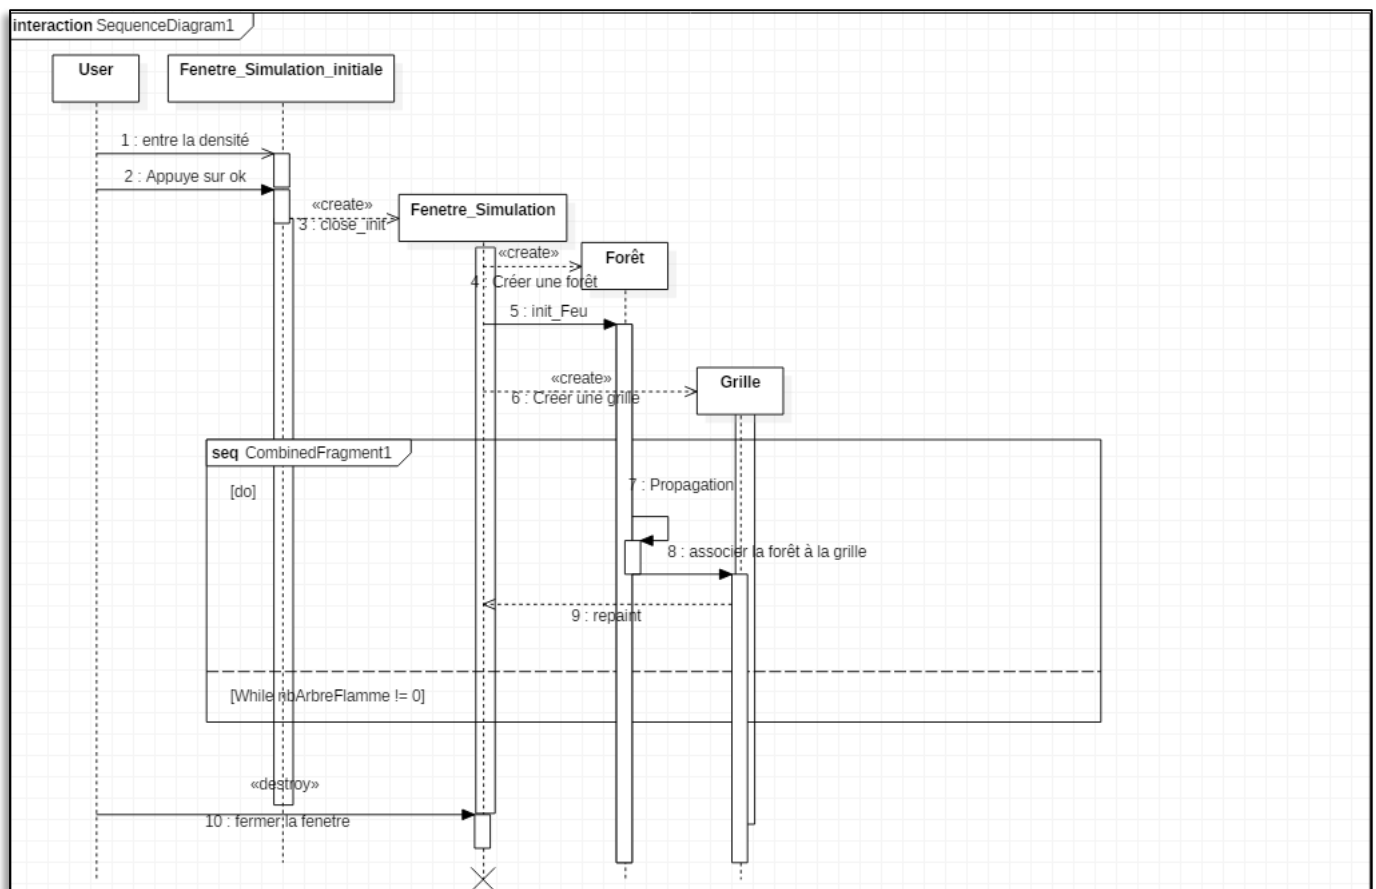 interaction SequenceDiagram1
User
Fenetre_Simulation_initiale
1 : entre la densité
2 : Appuye sur ok
«create»
3 : close_init
Fenetre_Simulation
«create»
4 : Créer une forêt
Forêt
5 : init_Feu
«create»
6 : Créer une grille
Grille
seq CombinedFragment1
[do]
7 : Propagation
8 : associer la forêt à la grille
9 : repaint
[While nbArbreFlamme != 0]
«destroy»
10 : fermer la fenetre